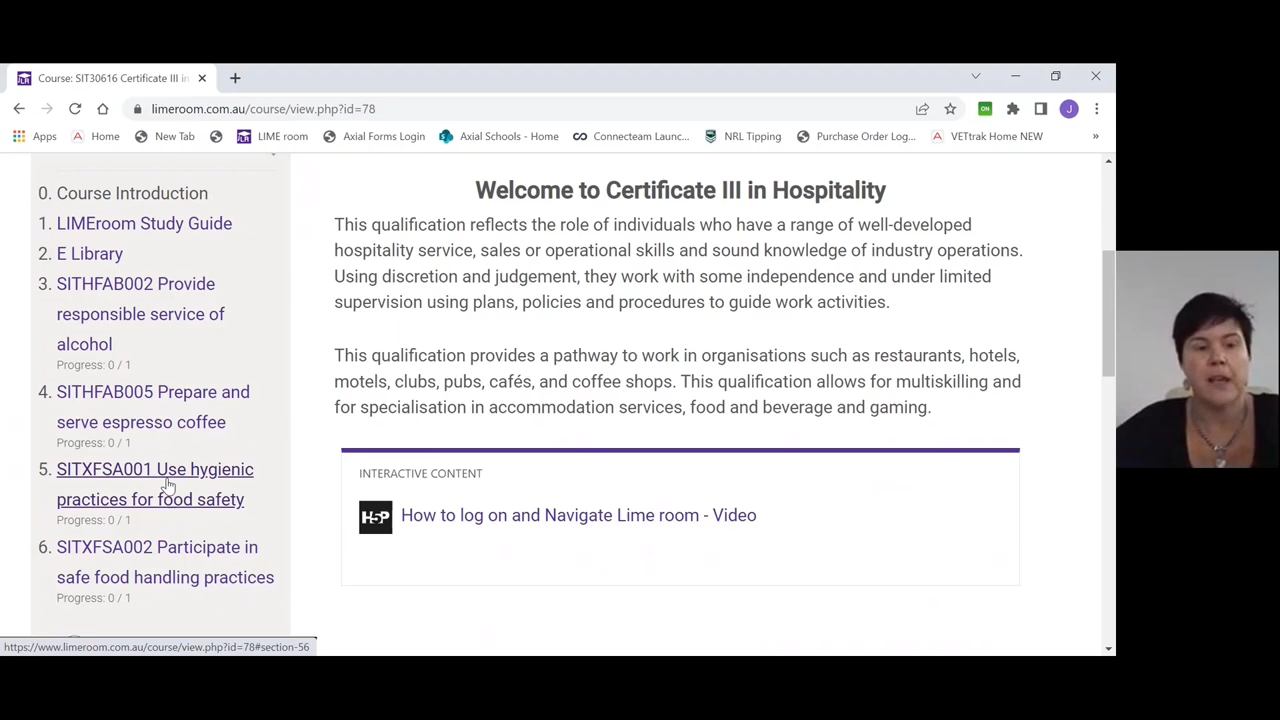 Course: SIT30616 Certificate III in
limeroom.com.au/course/view.php?id=78
ON
J
Apps
Home
New Tab
LIME room
Axial Forms Login
Axial Schools - Home
Connecteam Launc...
NRL Tipping
Purchase Order Log...
VETtrak Home NEW
»
0. Course Introduction
1. LIMEroom Study Guide
2. E Library
3. SITHFAB002 Provide
responsible service of
alcohol
Progress: 0 / 1
4. SITHFAB005 Prepare and
serve espresso coffee
Progress: 0 / 1
5. SITXFSA001 Use hygienic
practices for food safety
Progress: 0 / 1
6. SITXFSA002 Participate in
safe food handling practices
Progress: 0 / 1
Welcome to Certificate III in Hospitality
This qualification reflects the role of individuals who have a range of well-developed
hospitality service, sales or operational skills and sound knowledge of industry operations.
Using discretion and judgement, they work with some independence and under limited
supervision using plans, policies and procedures to guide work activities.
This qualification provides a pathway to work in organisations such as restaurants, hotels,
motels, clubs, pubs, cafés, and coffee shops. This qualification allows for multiskilling and
for specialisation in accommodation services, food and beverage and gaming.
INTERACTIVE CONTENT
H5P
How to log on and Navigate Lime room - Video
https://www.limeroom.com.au/course/view.php?id=78#section-56